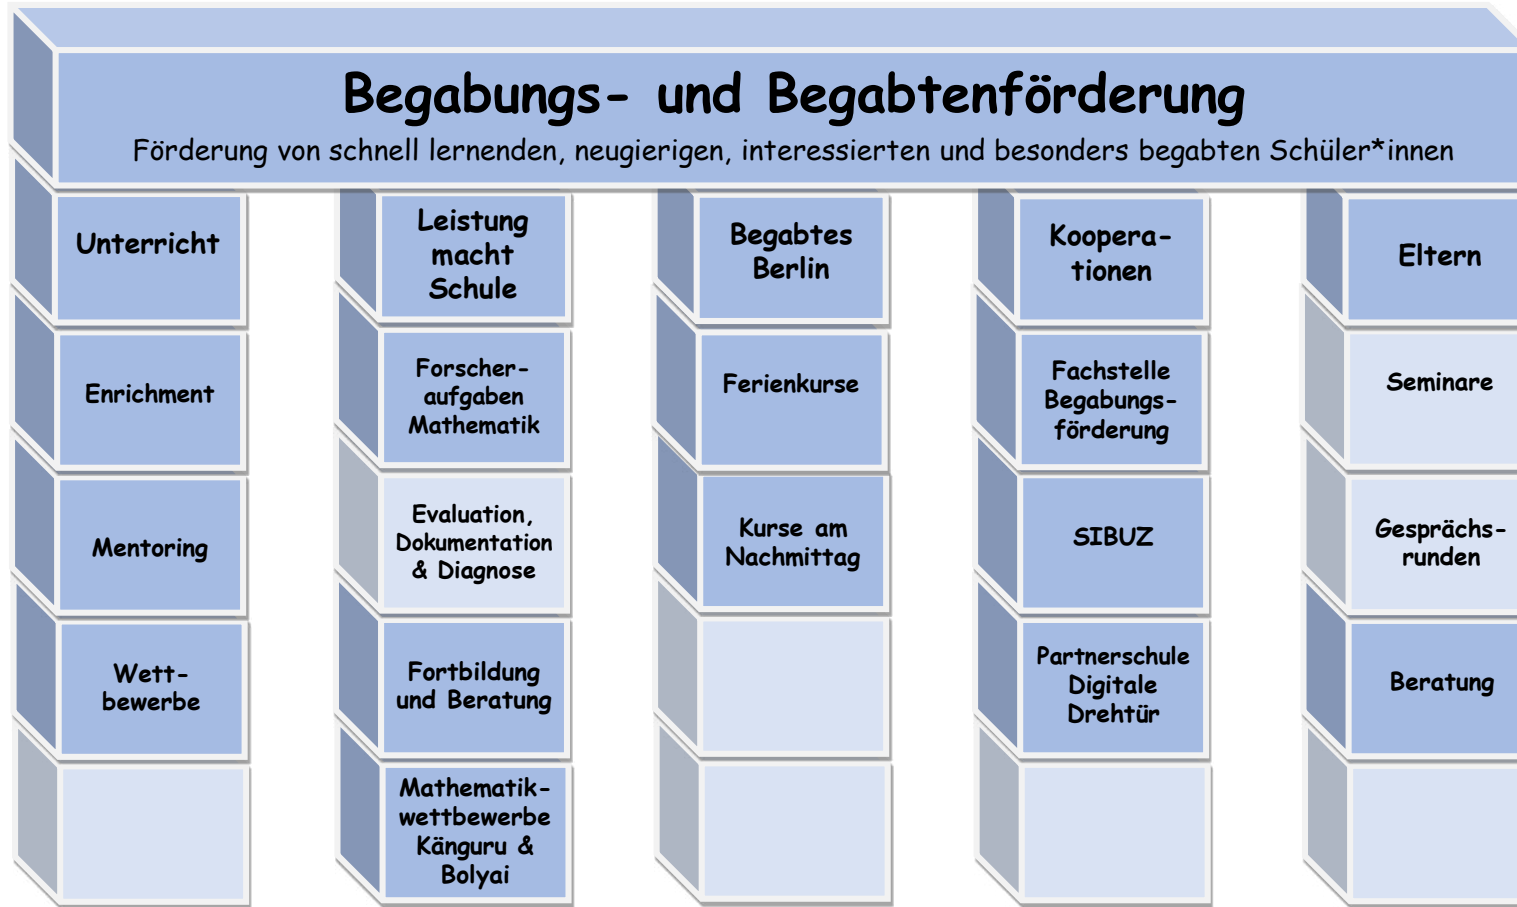 Begabungs- und Begabtenförderung
Förderung von schnell lernenden, neugierigen, interessierten und besonders begabten Schüler*innen
Unterricht
Enrichment
Mentoring
Wett-
bewerbe
Leistung
macht
Schule
Forscher-
aufgaben
Mathematik
Evaluation,
Dokumentation
& Diagnose
Fortbildung
und Beratung
Mathematik-
wettbewerbe
Känguru &
Bolyai
Begabtes
Berlin
Ferienkurse
Kurse am
Nachmittag
Koopera-
tionen
Fachstelle
Begabungs-
förderung
SIBUZ
Partnerschule
Digitale
Drehtür
Eltern
Seminare
Gesprächs-
runden
Beratung